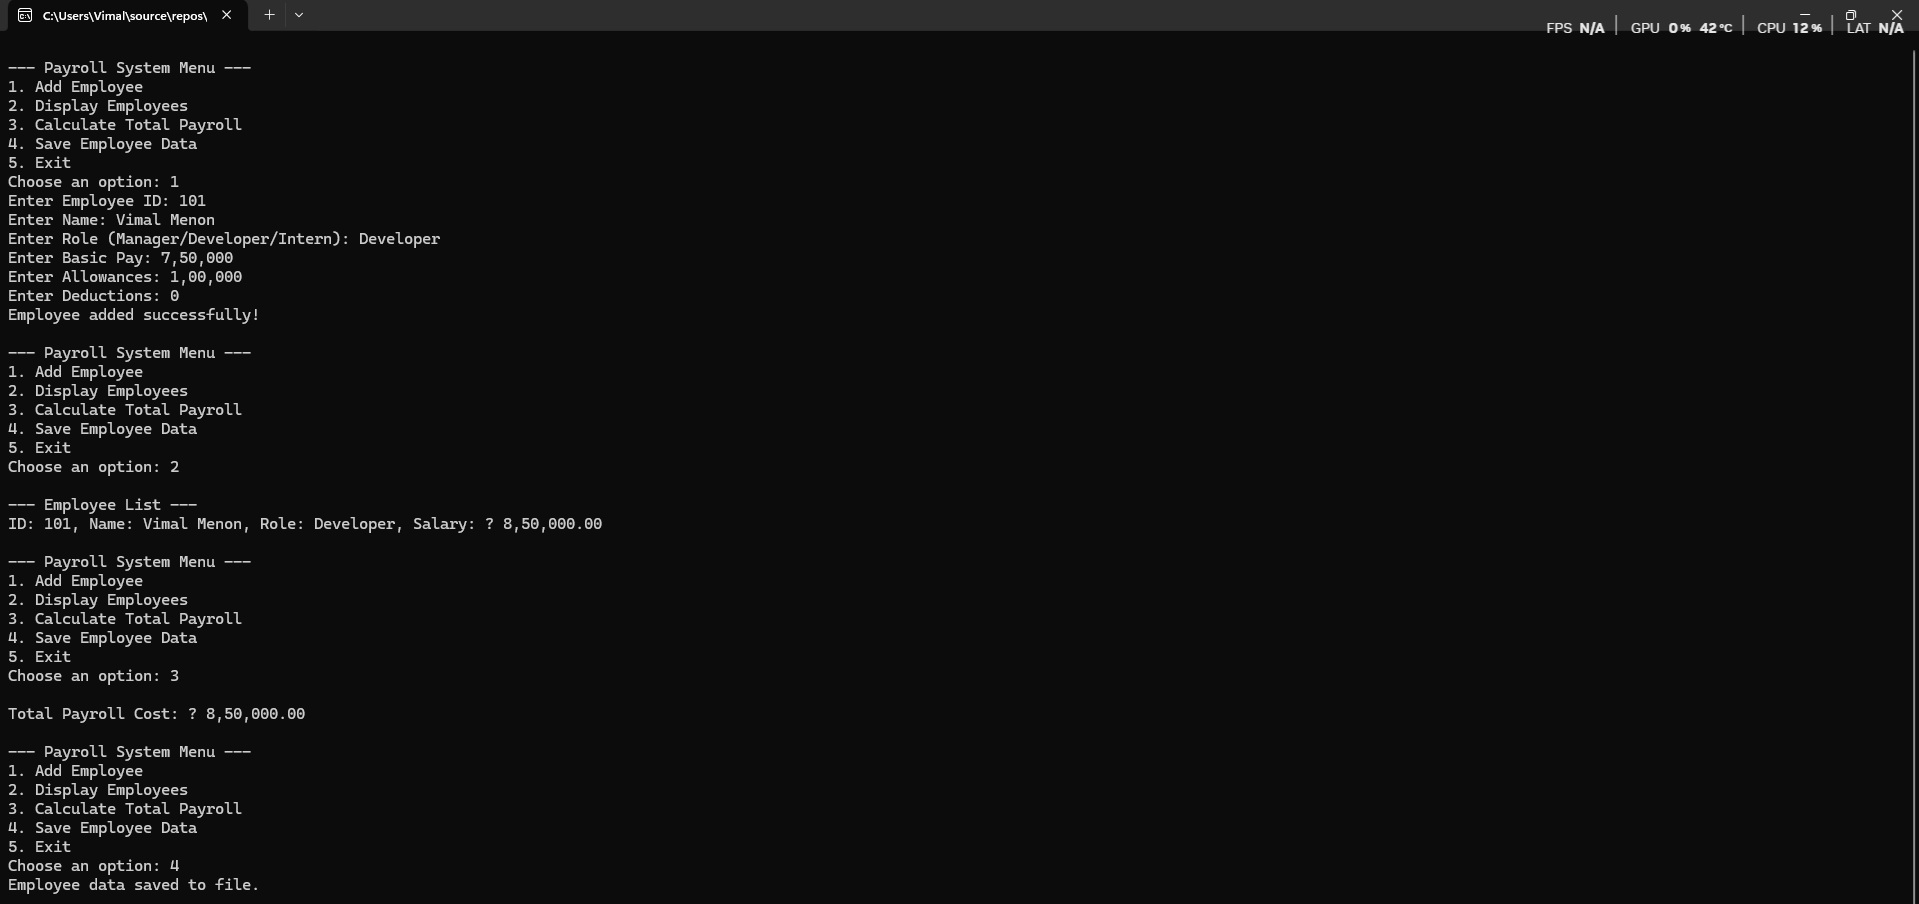 C:\Users\Vimal\source\repos\
FPS N/A | GPU 0% 42°C | CPU 12% | LAT N/A
--- Payroll System Menu ---
1. Add Employee
2. Display Employees
3. Calculate Total Payroll
4. Save Employee Data
5. Exit
Choose an option: 1
Enter Employee ID: 101
Enter Name: Vimal Menon
Enter Role (Manager/Developer/Intern): Developer
Enter Basic Pay: 7,50,000
Enter Allowances: 1,00,000
Enter Deductions: 0
Employee added successfully!
--- Payroll System Menu ---
1. Add Employee
2. Display Employees
3. Calculate Total Payroll
4. Save Employee Data
5. Exit
Choose an option: 2
--- Employee List ---
ID: 101, Name: Vimal Menon, Role: Developer, Salary: ? 8,50,000.00
--- Payroll System Menu ---
1. Add Employee
2. Display Employees
3. Calculate Total Payroll
4. Save Employee Data
5. Exit
Choose an option: 3
Total Payroll Cost: ? 8,50,000.00
--- Payroll System Menu ---
1. Add Employee
2. Display Employees
3. Calculate Total Payroll
4. Save Employee Data
5. Exit
Choose an option: 4
Employee data saved to file.